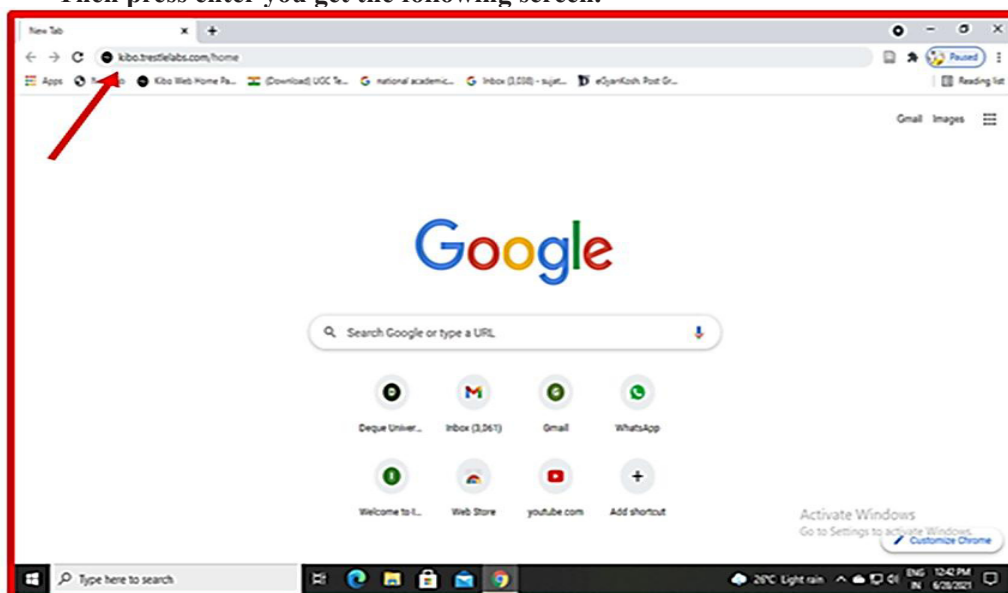 Then press enter you get the following screen.
New Tab
kibo.trestlelabs.com/home
Paused
Apps
Kibo Web Home Pa...
(Download) UGC Te...
national academic...
Inbox (3,038) - sujat...
eGyanKosh: Post Gr...
Reading list
Gmail Images
Google
Search Google or type a URL
Deque Univer...
Inbox (3,061)
Gmail
WhatsApp
Welcome to I...
Web Store
youtube.com
Add shortcut
Activate Windows
Go to Settings to activate Windows.
Customize Chrome
Type here to search
26°C Light rain
ENG
IN
12:42 PM
6/28/2021